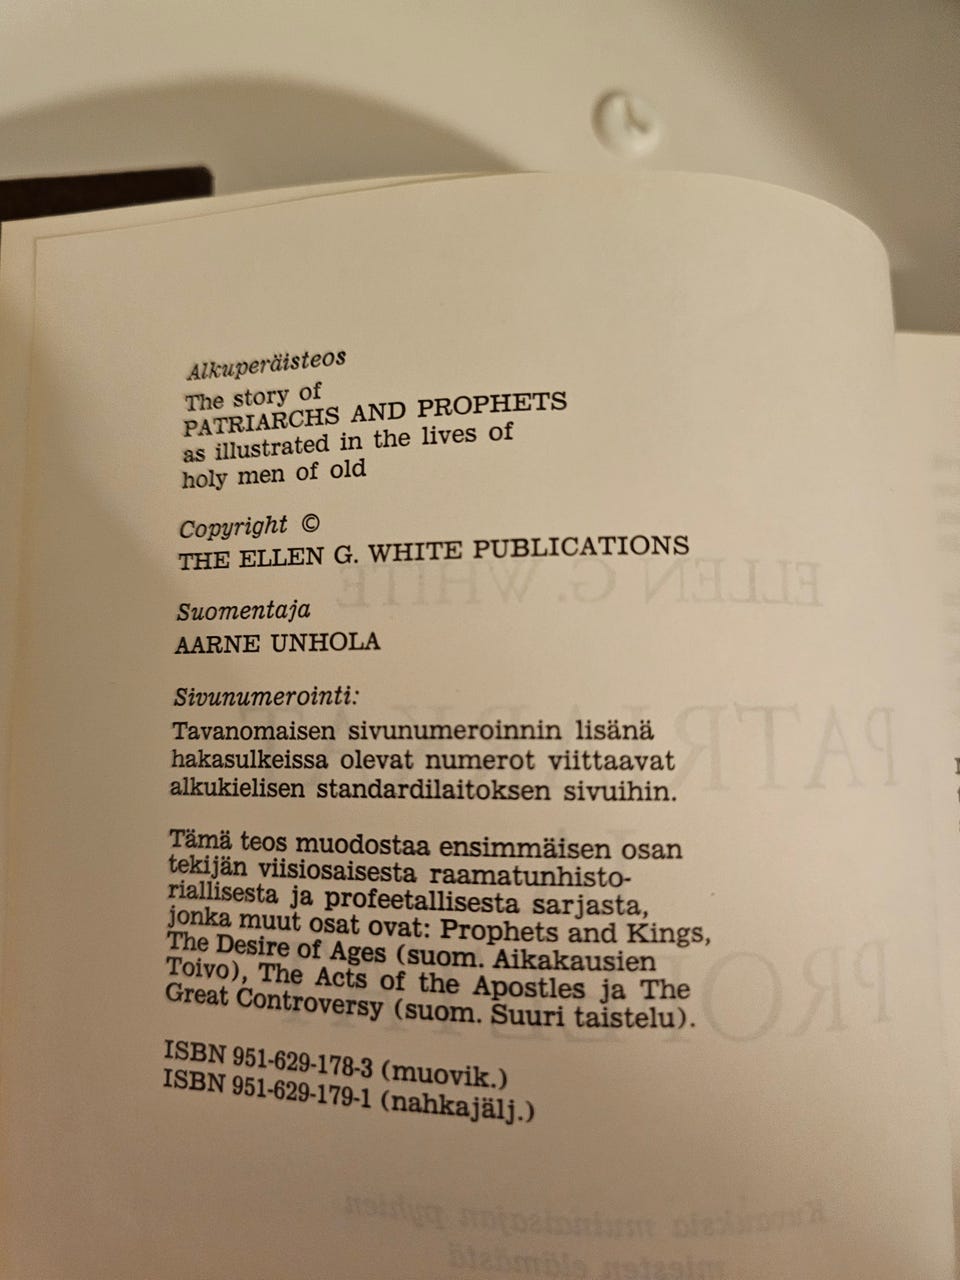 Alkuperäisteos
The story of
PATRIARCHS AND PROPHETS
as illustrated in the lives of
holy men of old
Copyright ©
THE ELLEN G. WHITE PUBLICATIONS
Suomentaja
AARNE UNHOLA
Sivunumerointi:
Tavanomaisen sivunumeroinnin lisänä
hakasulkeissa olevat numerot viittaavat
alkukielisen standardilaitoksen sivuihin.
Tämä teos muodostaa ensimmäisen osan
tekijän viisiosaisesta raamatunhisto-
riallisesta ja profeetallisesta sarjasta,
jonka muut osat ovat: Prophets and Kings,
The Desire of Ages (suom. Aikakausien
Toivo), The Acts of the Apostles ja The
Great Controversy (suom. Suuri taistelu).
ISBN 951-629-178-3 (muovik.)
ISBN 951-629-179-1 (nahkajälj.)